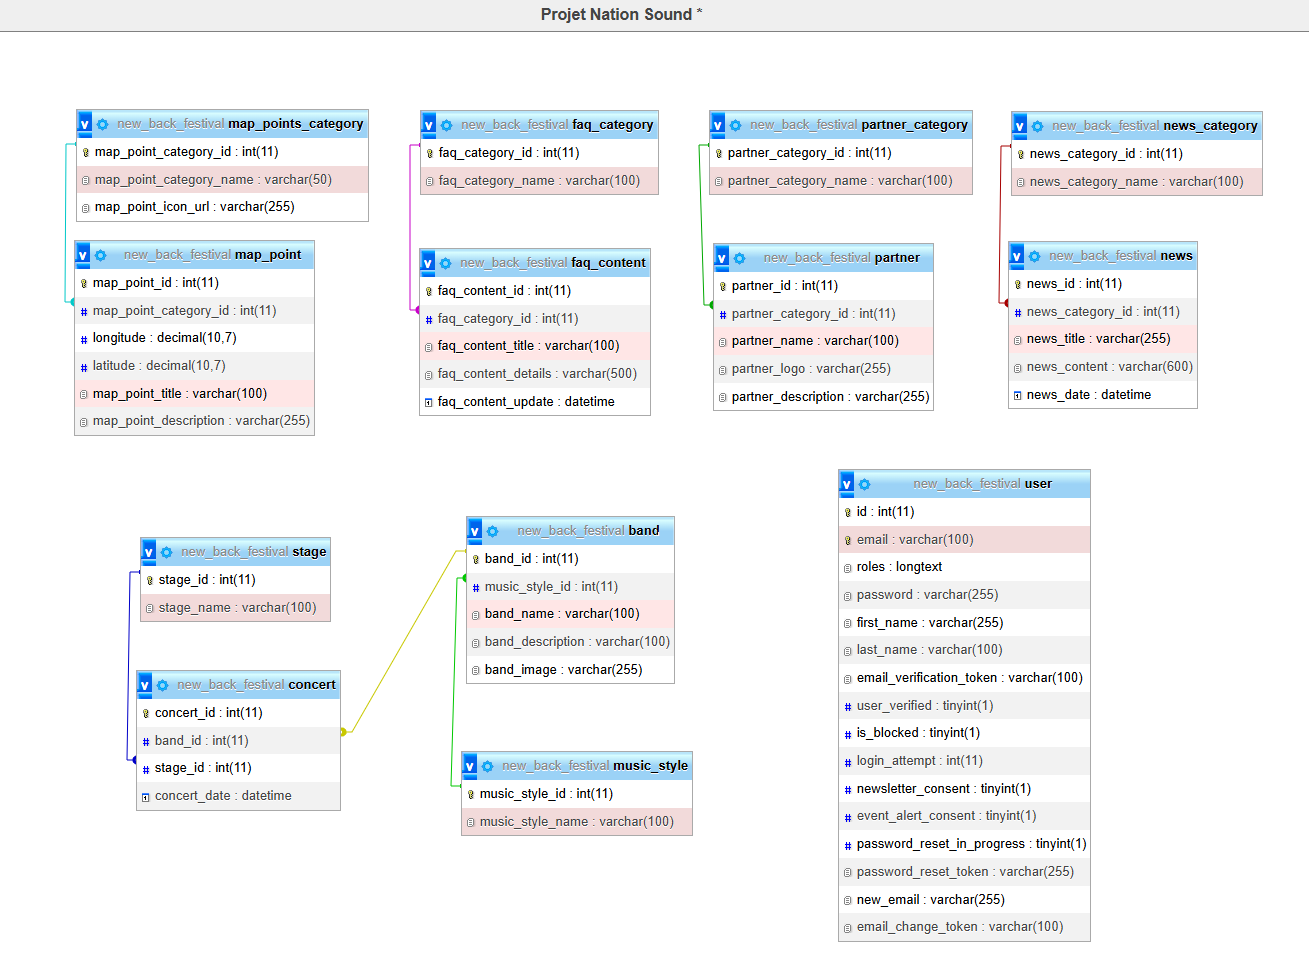 Projet Nation Sound *
new_back_festival map_points_category
map_point_category_id : int(11)
map_point_category_name : varchar(50)
map_point_icon_url : varchar(255)
new_back_festival map_point
map_point_id : int(11)
map_point_category_id : int(11)
longitude : decimal(10,7)
latitude : decimal(10,7)
map_point_title : varchar(100)
map_point_description : varchar(255)
new_back_festival faq_category
faq_category_id : int(11)
faq_category_name : varchar(100)
new_back_festival faq_content
faq_content_id : int(11)
faq_category_id : int(11)
faq_content_title : varchar(100)
faq_content_details : varchar(500)
faq_content_update : datetime
new_back_festival partner_category
partner_category_id : int(11)
partner_category_name : varchar(100)
new_back_festival partner
partner_id : int(11)
partner_category_id : int(11)
partner_name : varchar(100)
partner_logo : varchar(255)
partner_description : varchar(255)
new_back_festival news_category
news_category_id : int(11)
news_category_name : varchar(100)
new_back_festival news
news_id : int(11)
news_category_id : int(11)
news_title : varchar(255)
news_content : varchar(600)
news_date : datetime
new_back_festival stage
stage_id : int(11)
stage_name : varchar(100)
new_back_festival concert
concert_id : int(11)
band_id : int(11)
stage_id : int(11)
concert_date : datetime
new_back_festival band
band_id : int(11)
music_style_id : int(11)
band_name : varchar(100)
band_description : varchar(100)
band_image : varchar(255)
new_back_festival music_style
music_style_id : int(11)
music_style_name : varchar(100)
new_back_festival user
id : int(11)
email : varchar(100)
roles : longtext
password : varchar(255)
first_name : varchar(255)
last_name : varchar(100)
email_verification_token : varchar(100)
user_verified : tinyint(1)
is_blocked : tinyint(1)
login_attempt : int(11)
newsletter_consent : tinyint(1)
event_alert_consent : tinyint(1)
password_reset_in_progress : tinyint(1)
password_reset_token : varchar(255)
new_email : varchar(255)
email_change_token : varchar(100)